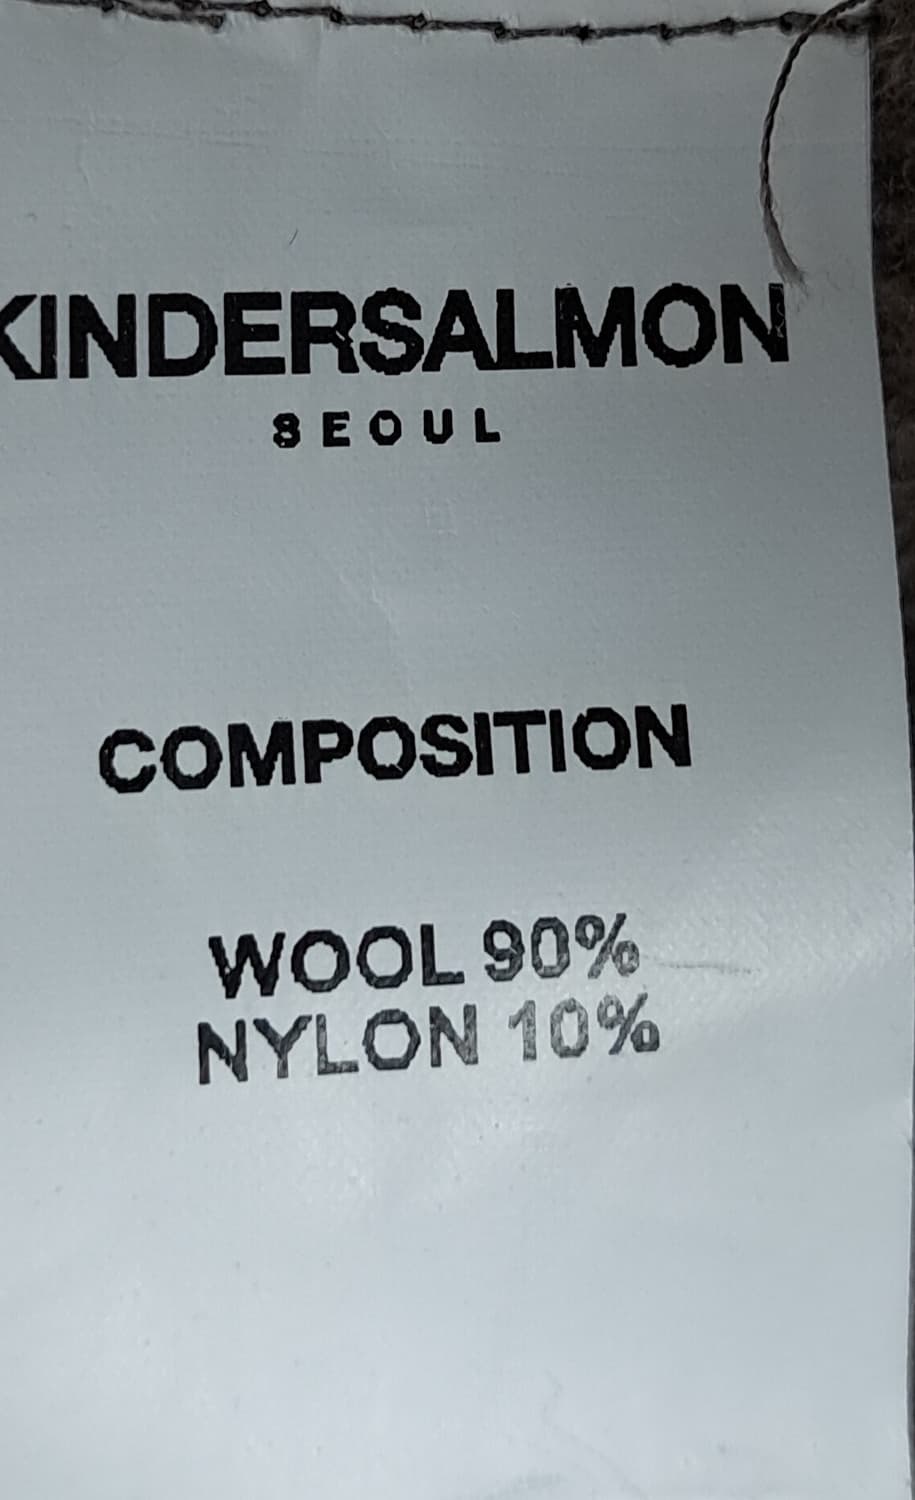 KINDERSALMON
SEOUL
COMPOSITION
WOOL 90%
NYLON 10%